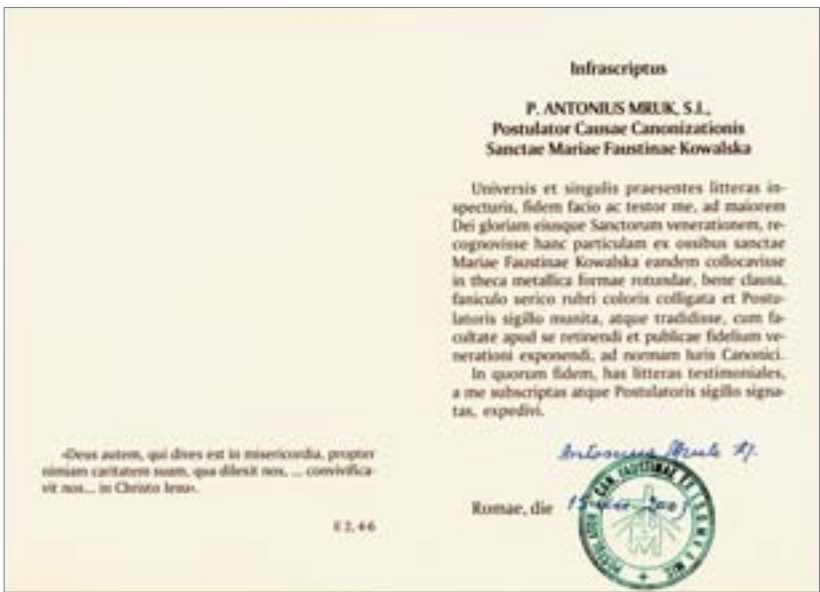 «Deus autem, qui dives est in misericordia, propter
nimiam caritatem suam, qua dilexit nos, ... convivifica-
vit nos... in Christo Iesu».
E 2, 4-6
Infrascriptus
P. ANTONIUS MRUK, S.I.,
Postulator Causae Canonizationis
Sanctae Mariae Faustinae Kowalska
Universis et singulis praesentes litteras in-
specturis, fidem facio ac testor me, ad maiorem
Dei gloriam eiusque Sanctorum venerationem, re-
cognovisse hanc particulam ex ossibus sanctae
Mariae Faustinae Kowalska eandem collocavisse
in theca metallica formae rotundae, bene clausa,
faniculo serico rubri coloris colligata et Postu-
latoris sigillo munita, atque tradidisse, cum fa-
cultate apud se retinendi et publicae fidelium ve-
nerationi exponendi, ad normam Iuris Canonici.
In quorum fidem, has litteras testimoniales,
a me subscriptas atque Postulatoris sigillo signa-
tas, expedivi.
Antonius Mruk SJ.
Romae, die 15
POSTULATOR CAN. FAUSTINAE